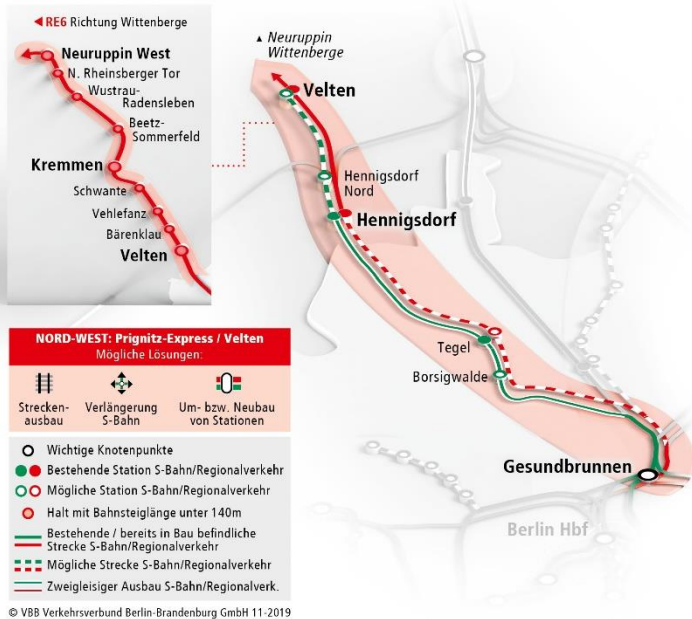 ◄ RE6 Richtung Wittenberge
Neuruppin West
N. Rheinsberger Tor
Wustrau-
Radensleben
Beetz-
Sommerfeld
Kremmen
Schwante
Vehlefanz
Bärenklau
Velten
▲ Neuruppin
Wittenberge
Velten
Hennigsdorf
Nord
Hennigsdorf
Tegel
Borsigwalde
Gesundbrunnen
Berlin Hbf
NORD-WEST: Prignitz-Express / Velten
Mögliche Lösungen:
Strecken-
ausbau
Verlängerung
S-Bahn
Um- bzw. Neubau
von Stationen
Wichtige Knotenpunkte
Bestehende Station S-Bahn/Regionalverkehr
Mögliche Station S-Bahn/Regionalverkehr
Halt mit Bahnsteiglänge unter 140m
Bestehende / bereits in Bau befindliche
Strecke S-Bahn/Regionalverkehr
Mögliche Strecke S-Bahn/Regionalverkehr
Zweigleisiger Ausbau S-Bahn/Regionalverk.
© VBB Verkehrsverbund Berlin-Brandenburg GmbH 11-2019